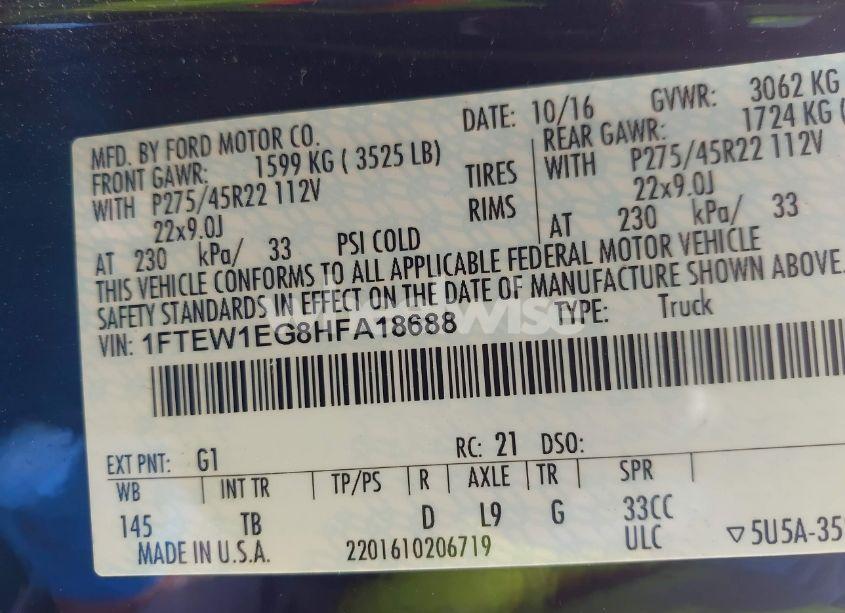 MFD. BY FORD MOTOR CO.
DATE: 10/16 GVWR: 3062 KG
FRONT GAWR: 1599 KG ( 3525 LB)
REAR GAWR: 1724 KG (
WITH P275/45R22 112V TIRES WITH P275/45R22 112V
22x9.0J RIMS 22x9.0J
AT 230 kPa/ 33 PSI COLD AT 230 kPa/ 33
THIS VEHICLE CONFORMS TO ALL APPLICABLE FEDERAL MOTOR VEHICLE
SAFETY STANDARDS IN EFFECT ON THE DATE OF MANUFACTURE SHOWN ABOVE.
VIN: 1FTEW1EG8HFA18688 TYPE: Truck
EXT PNT: G1 RC: 21 DSO:
WB INT TR TP/PS R AXLE TR SPR
145 TB D L9 G 33CC
MADE IN U.S.A. 2201610206719 ULC ▽5U5A-35